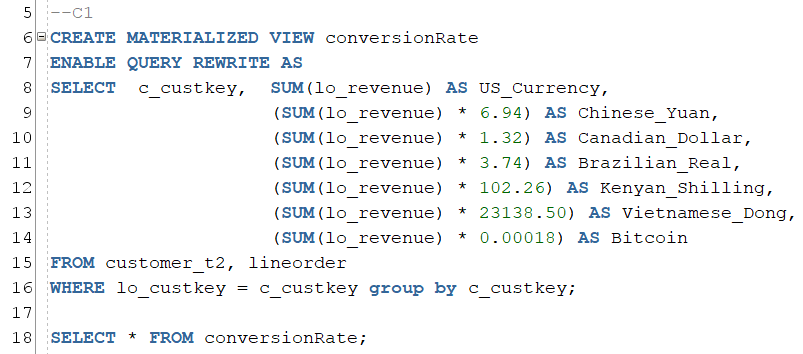 5 --C1
6 CREATE MATERIALIZED VIEW conversionRate
7 ENABLE QUERY REWRITE AS
8 SELECT c_custkey, SUM(lo_revenue) AS US_Currency,
9 (SUM(lo_revenue) * 6.94) AS Chinese_Yuan,
10 (SUM(lo_revenue) * 1.32) AS Canadian_Dollar,
11 (SUM(lo_revenue) * 3.74) AS Brazilian_Real,
12 (SUM(lo_revenue) * 102.26) AS Kenyan_Shilling,
13 (SUM(lo_revenue) * 23138.50) AS Vietnamese_Dong,
14 (SUM(lo_revenue) * 0.00018) AS Bitcoin
15 FROM customer_t2, lineorder
16 WHERE lo_custkey = c_custkey group by c_custkey;
17
18 SELECT * FROM conversionRate;